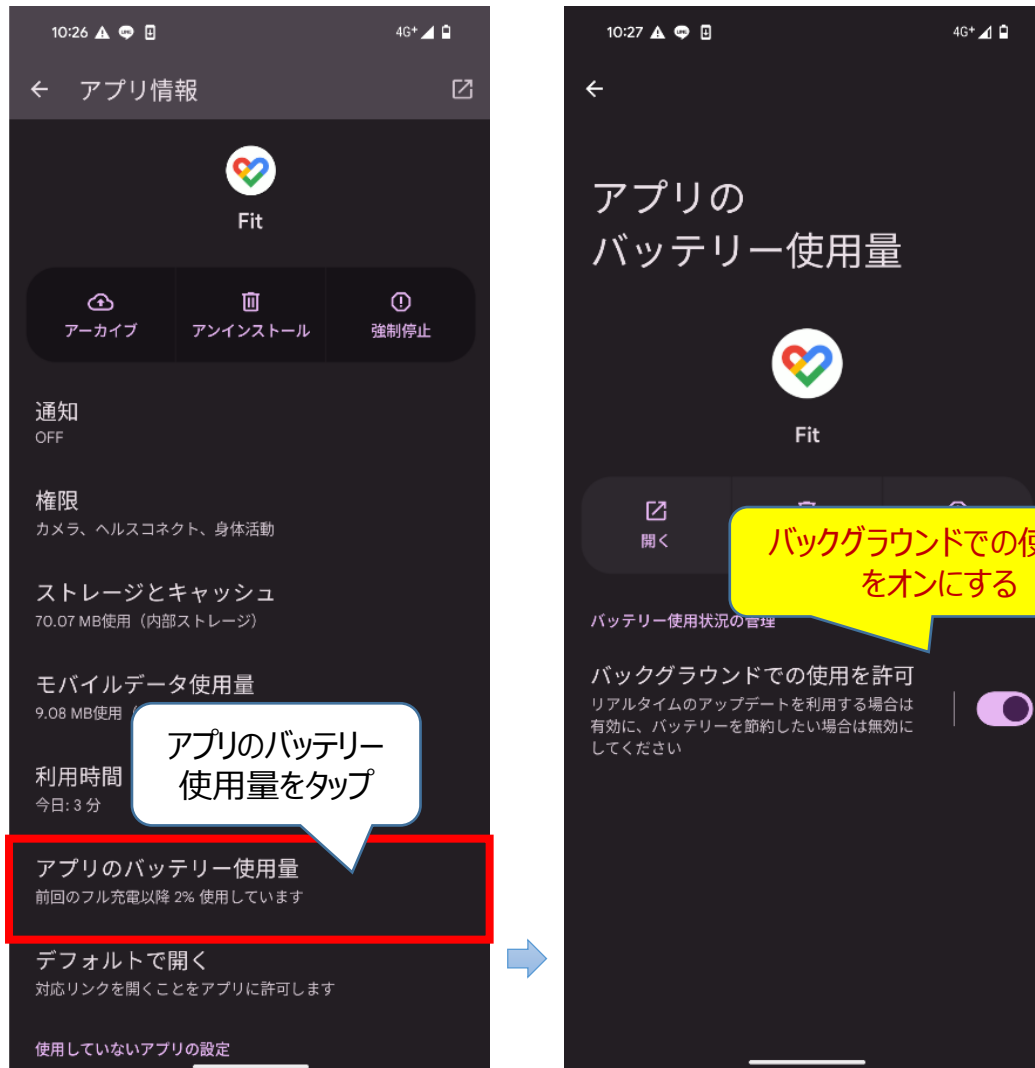 10:26
4G+
アプリ情報
Fit
アーカイブ
アンインストール
強制停止
通知
OFF
権限
カメラ、ヘルスコネクト、身体活動
ストレージとキャッシュ
70.07 MB使用（内部ストレージ）
モバイルデータ使用量
9.08 MB使用
アプリのバッテリー
使用量をタップ
利用時間
今日: 3 分
アプリのバッテリー使用量
前回のフル充電以降 2% 使用しています
デフォルトで開く
対応リンクを開くことをアプリに許可します
使用していないアプリの設定
10:27
4G+
アプリの
バッテリー使用量
Fit
開く
バックグラウンドでの使
をオンにする
バッテリー使用状況の管理
バックグラウンドでの使用を許可
リアルタイムのアップデートを利用する場合は
有効に、バッテリーを節約したい場合は無効に
してください